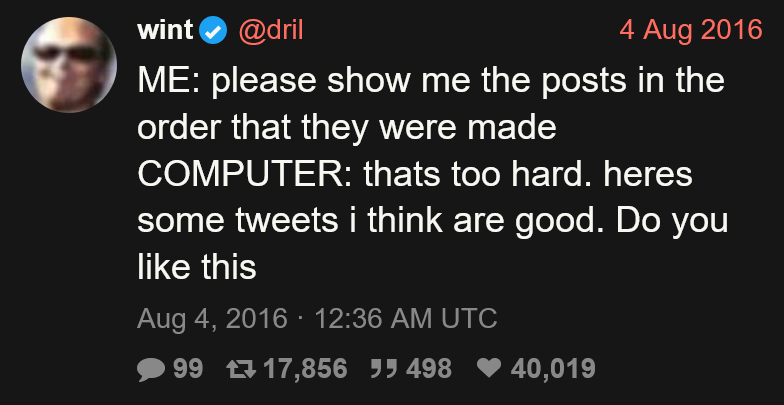 wint @dril 4 Aug 2016
ME: please show me the posts in the
order that they were made
COMPUTER: thats too hard. heres
some tweets i think are good. Do you
like this
Aug 4, 2016 · 12:36 AM UTC
99 17,856 498 40,019